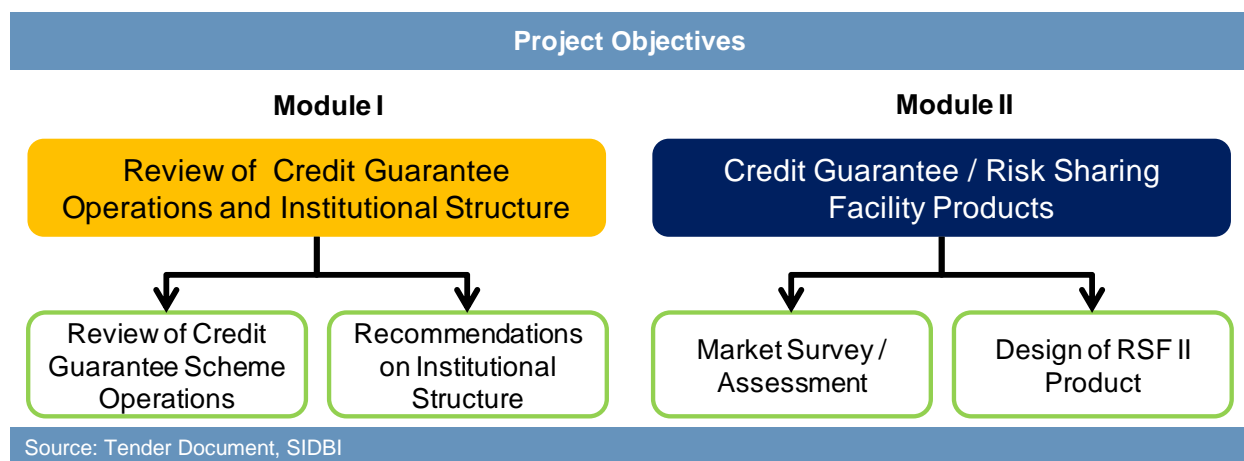 Project Objectives
Module I
Review of Credit Guarantee
Operations and Institutional Structure
Review of Credit
Guarantee Scheme
Operations
Recommendations
on Institutional
Structure
Module II
Credit Guarantee / Risk Sharing
Facility Products
Market Survey /
Assessment
Design of RSF II
Product
Source: Tender Document, SIDBI